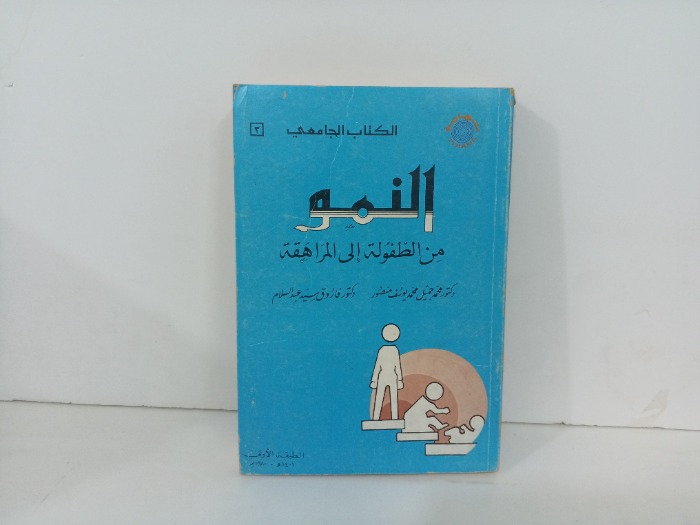 الكتاب الجامعي
٣
النمو
من الطفولة إلى المراهقة
دكتور محمد جميل محمد يوسف منصور
دكتور فاروق سيد عبد السلام
الطبعة الأولى